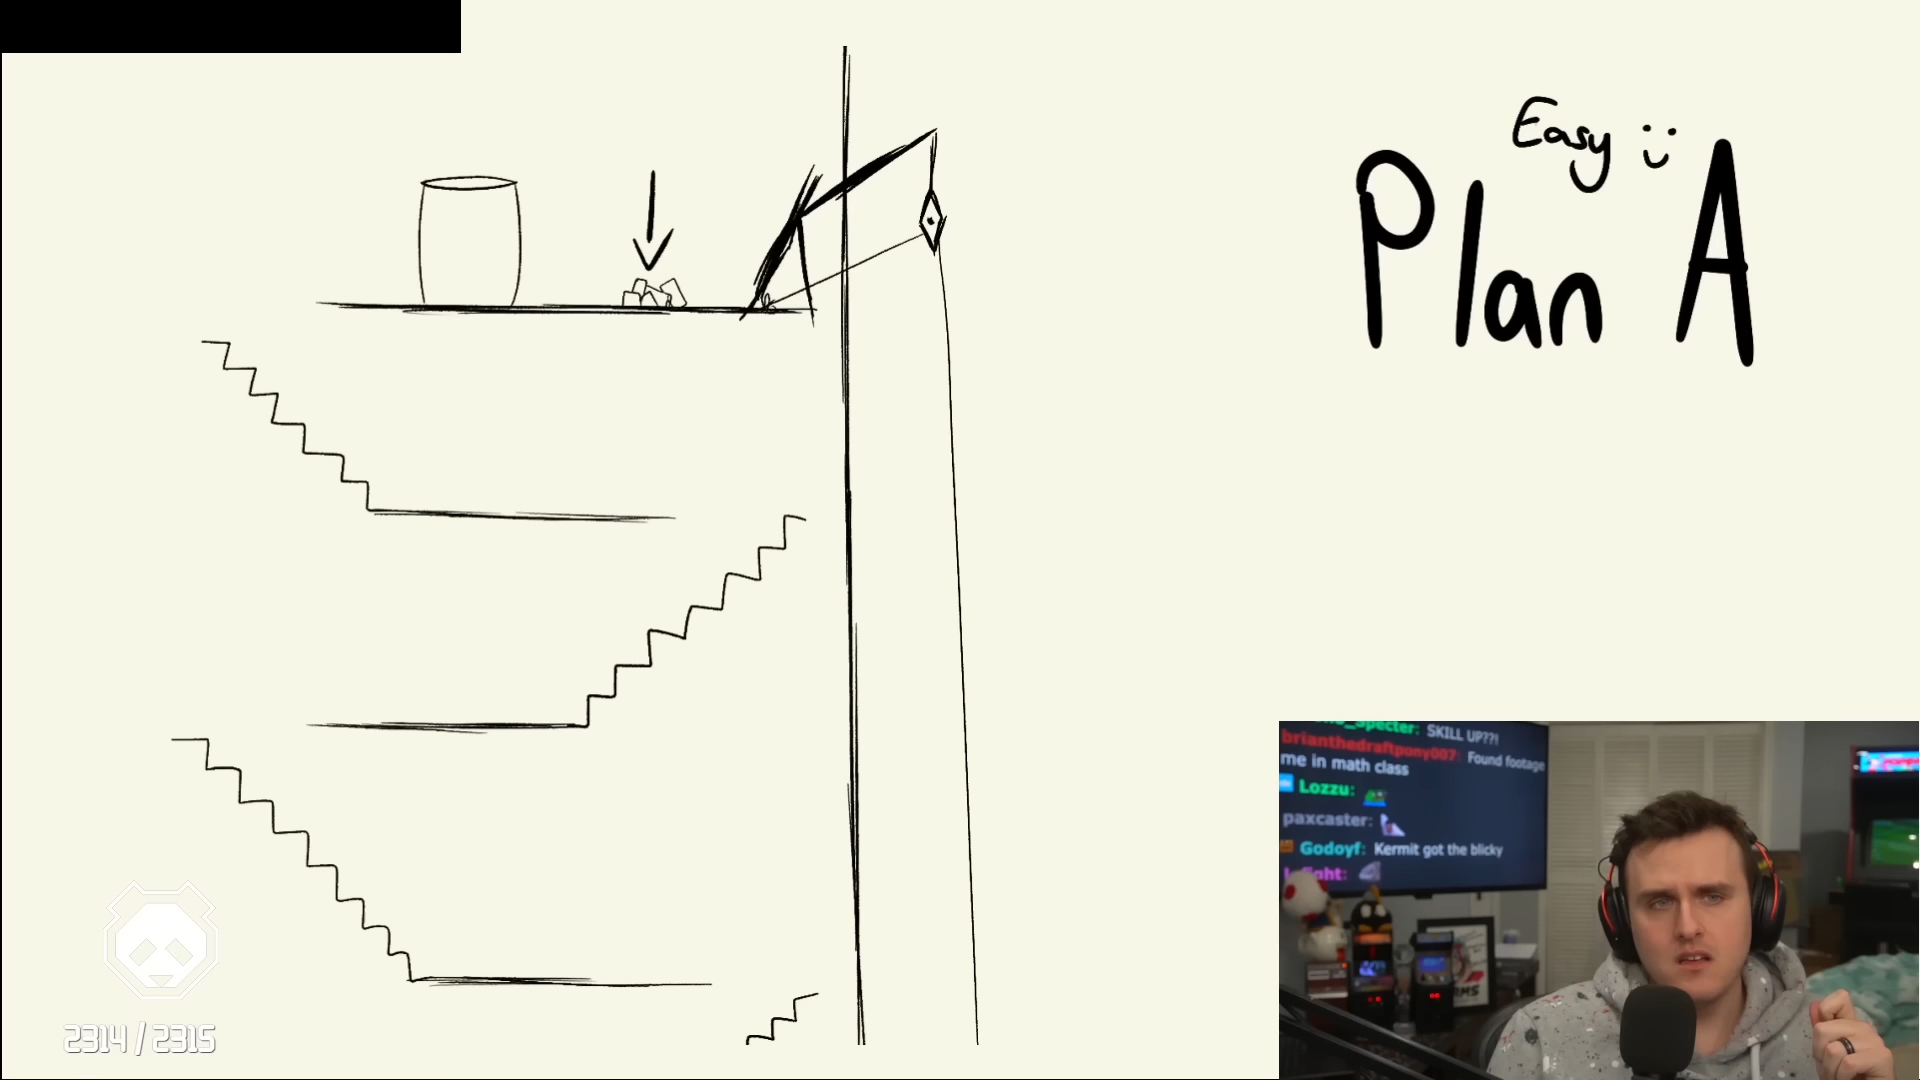 Easy
Plan A
SKILL UP??!
brianthedraftpony007: Found footage
me in math class
Lozzu:
paxcaster:
Godoyf: Kermit got the blicky
2314 / 2315